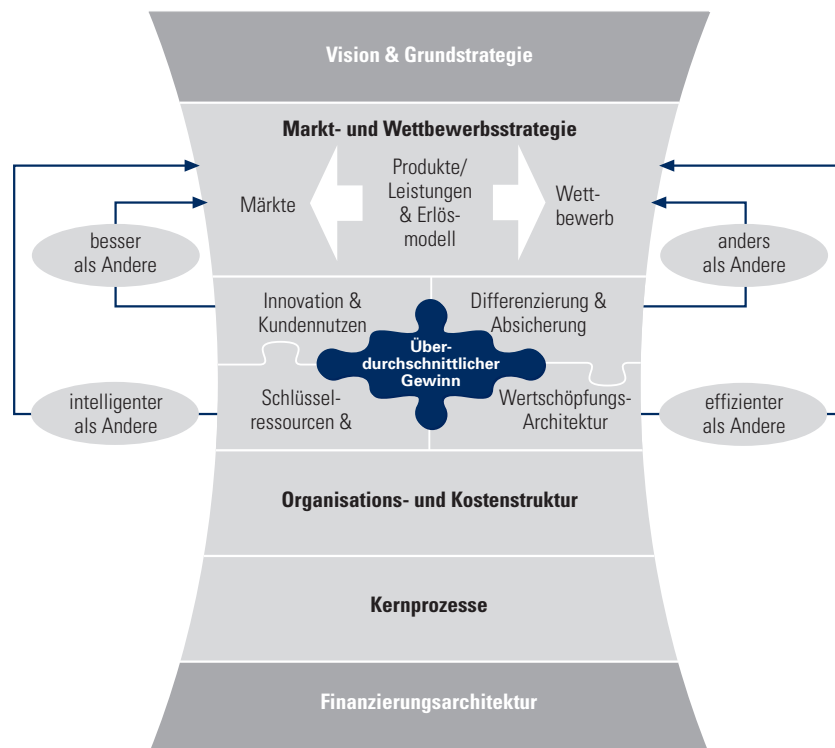 Vision & Grundstrategie
Markt- und Wettbewerbsstrategie
Märkte
Produkte/
Leistungen
& Erlös-
modell
Wett-
bewerb
besser
als Andere
anders
als Andere
Innovation &
Kundennutzen
Differenzierung &
Absicherung
Über-
durchschnittlicher
Gewinn
intelligenter
als Andere
Schlüssel-
ressourcen &
Wertschöpfungs-
Architektur
effizienter
als Andere
Organisations- und Kostenstruktur
Kernprozesse
Finanzierungsarchitektur